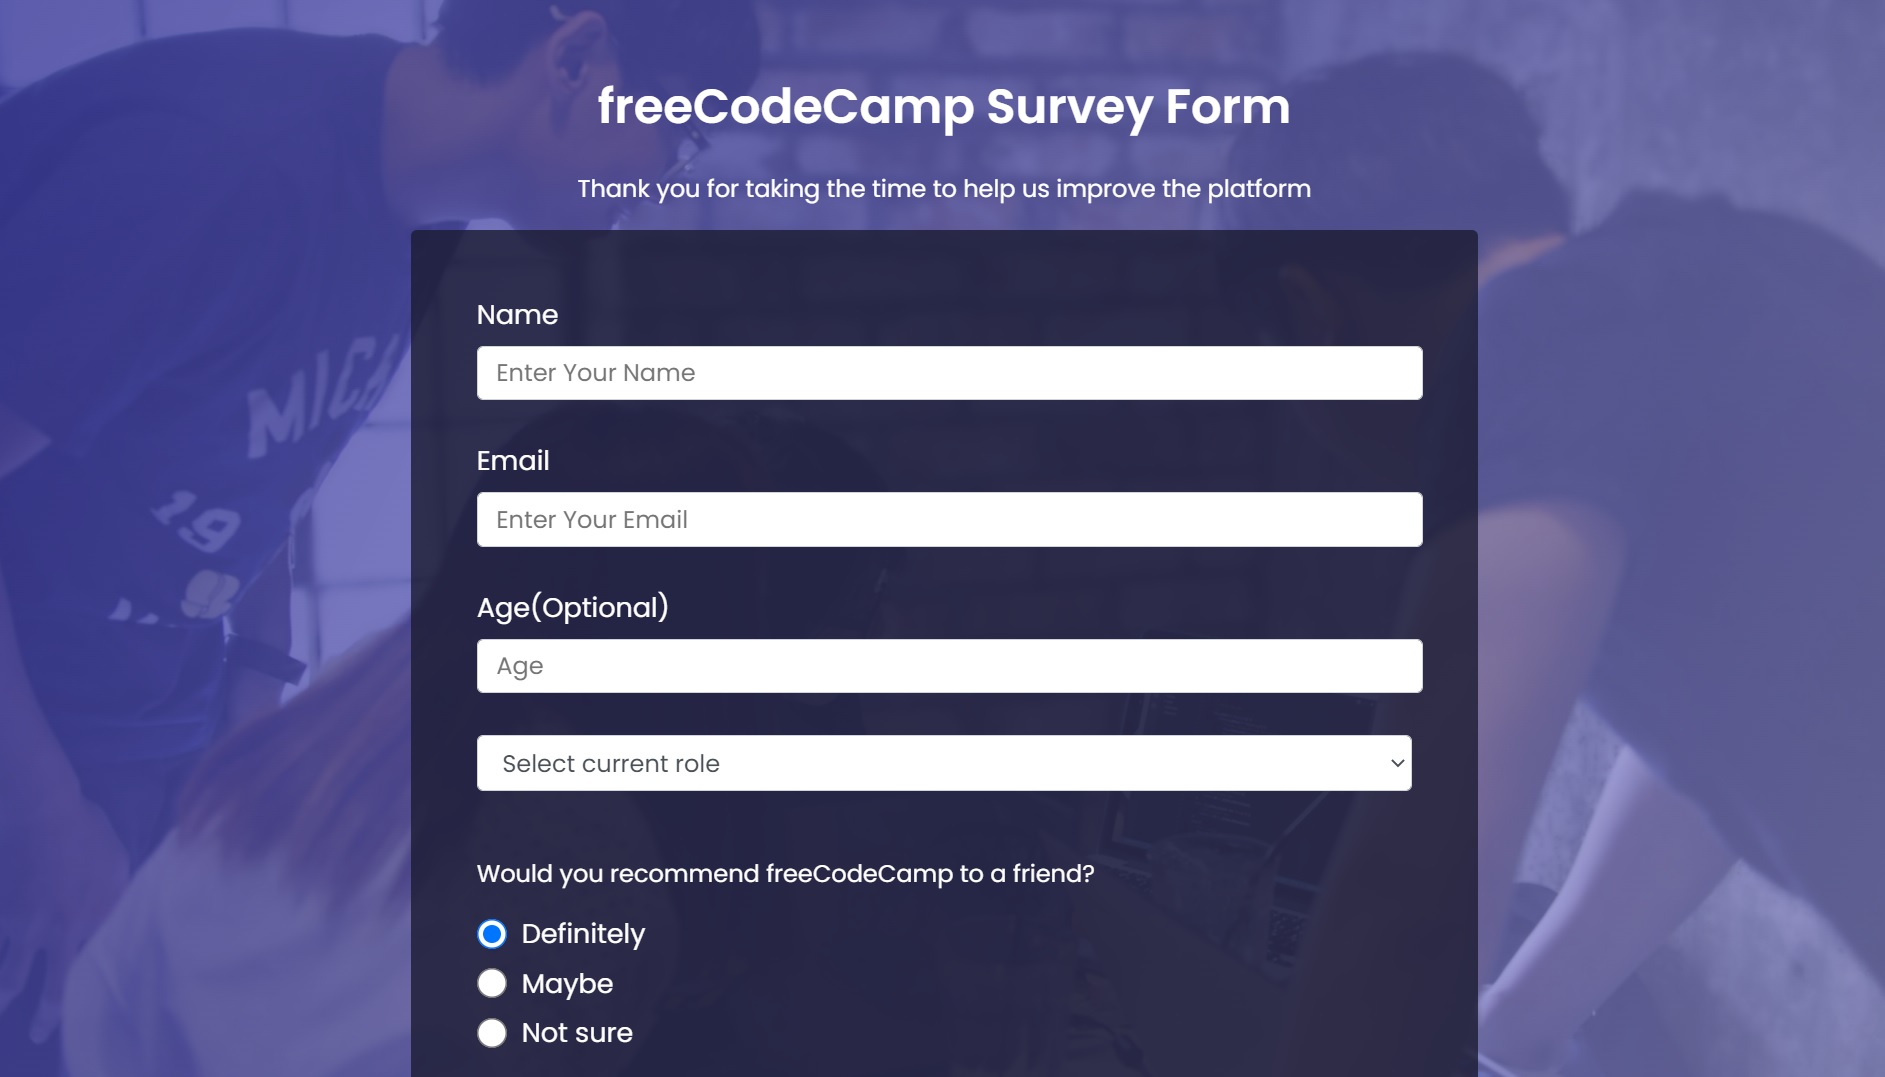 freeCodeCamp Survey Form
Thank you for taking the time to help us improve the platform
MICH
19
Name
Enter Your Name
Email
Enter Your Email
Age(Optional)
Age
Select current role
Would you recommend freeCodeCamp to a friend?
Definitely
Maybe
Not sure